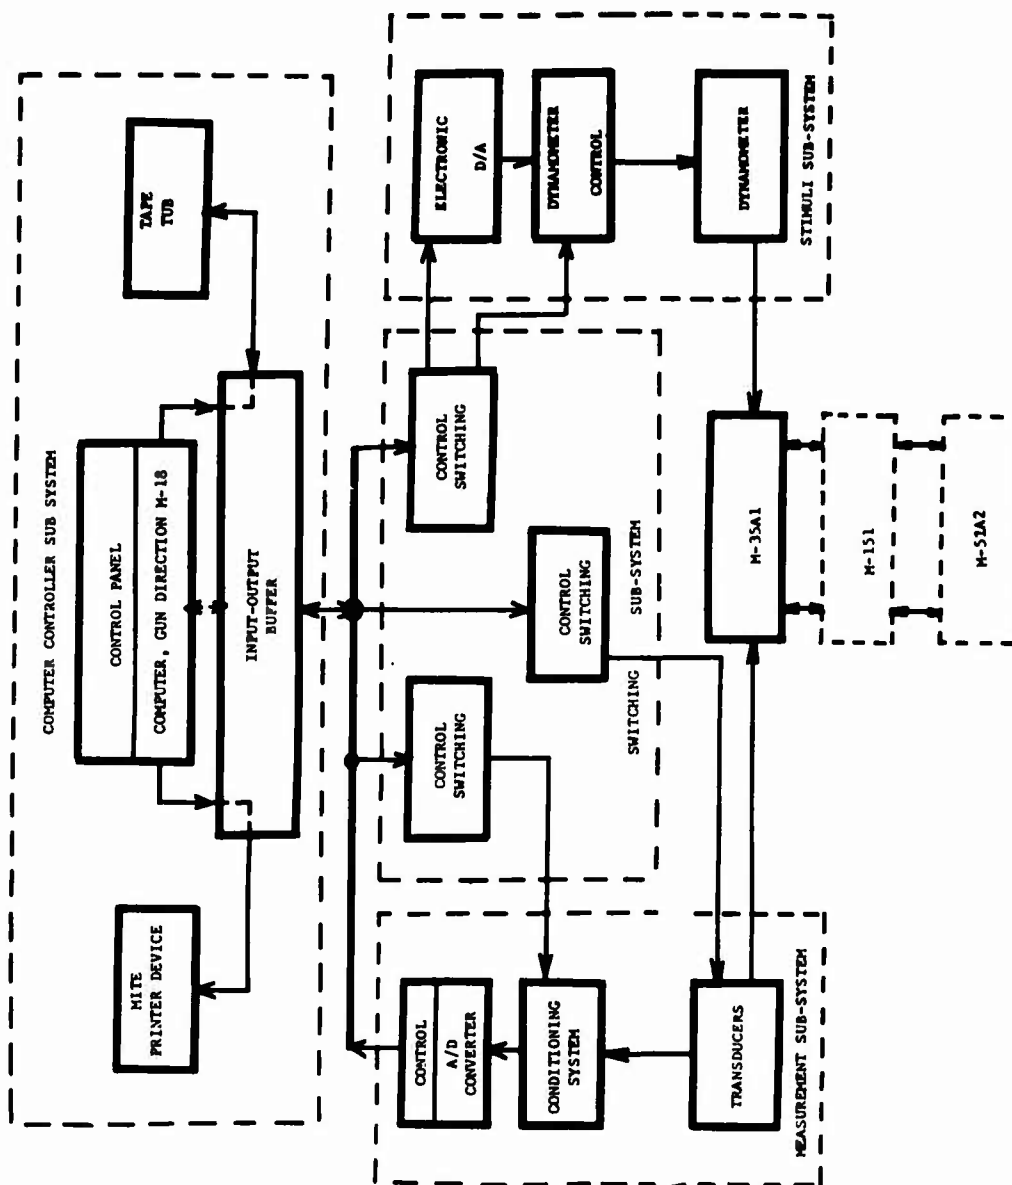 COMPUTER CONTROLLER SUB SYSTEM
MITE
PRINTER DEVICE
CONTROL PANEL
COMPUTER, GUN DIRECTION M-18
TAPE
TUB
INPUT-OUTPUT
BUFFER
CONTROL
A/D
CONVERTER
CONDITIONING
SYSTEM
TRANSDUCERS
MEASUREMENT SUB-SYSTEM
CONTROL
SWITCHING
CONTROL
SWITCHING
CONTROL
SWITCHING
SWITCHING
SUB-SYSTEM
ELECTRONIC
D/A
DYNAMOMETER
CONTROL
DYNAMOMETER
STIMULI SUB-SYSTEM
M-35A1
M-151
M-52A2